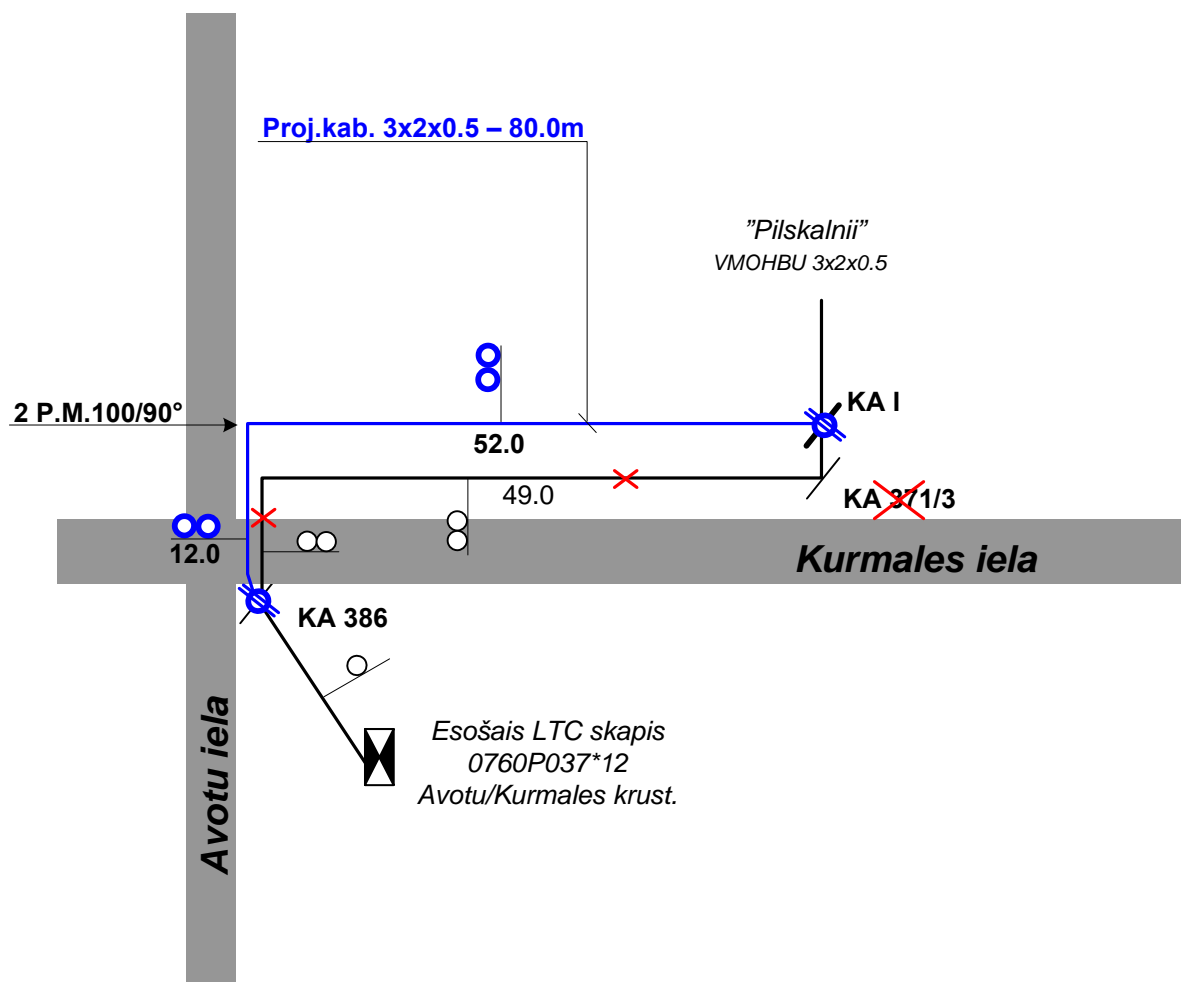 Proj.kab. 3x2x0.5 – 80.0m
”Pilskalnii”
VMOHBU 3x2x0.5
2 P.M.100/90°
KA I
52.0
49.0
KA 371/3
12.0
Kurmales iela
KA 386
Avotu iela
Esošais LTC skapis
0760P037*12
Avotu/Kurmales krust.